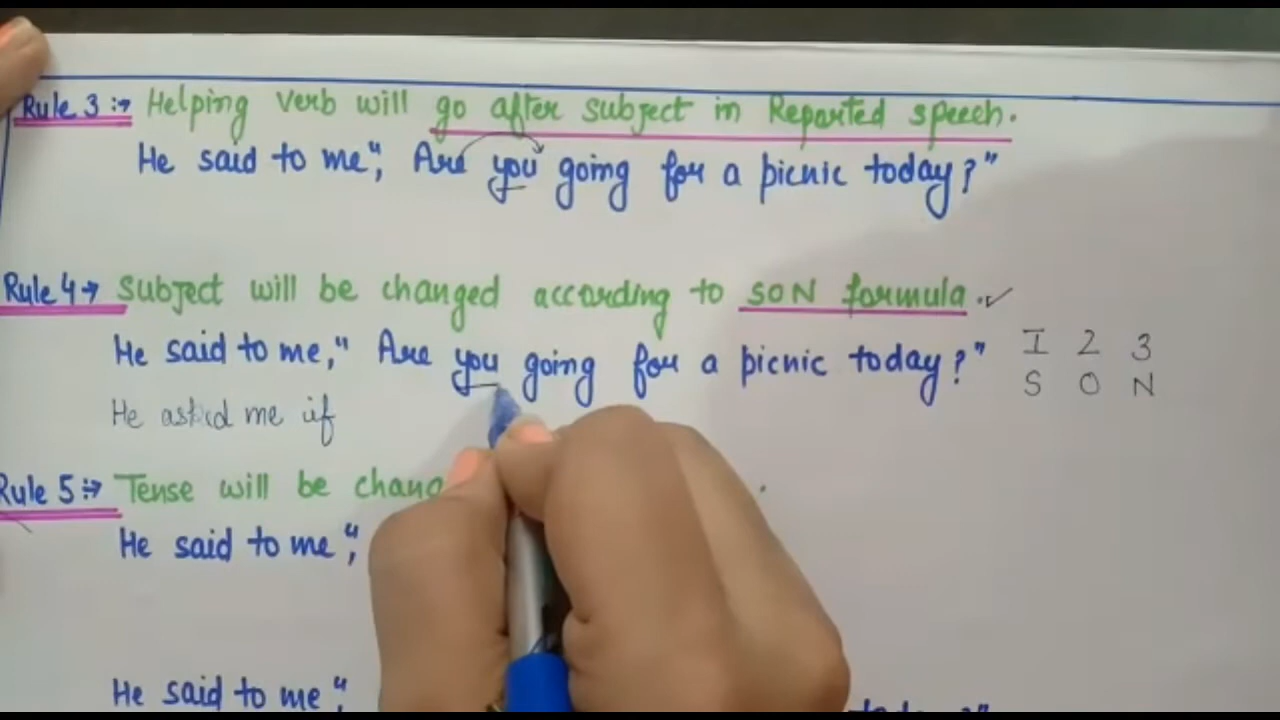 Rule 3 :→ Helping verb will go after subject in Reported speech.
He said to me", Are you going for a picnic today?"
Rule 4→ Subject will be changed according to SON formula.✓
He said to me," Are you going for a picnic today?" I 2 3
He asked me if S O N
Rule 5:→ Tense will be chang
He said to me",
He said to me", today?"